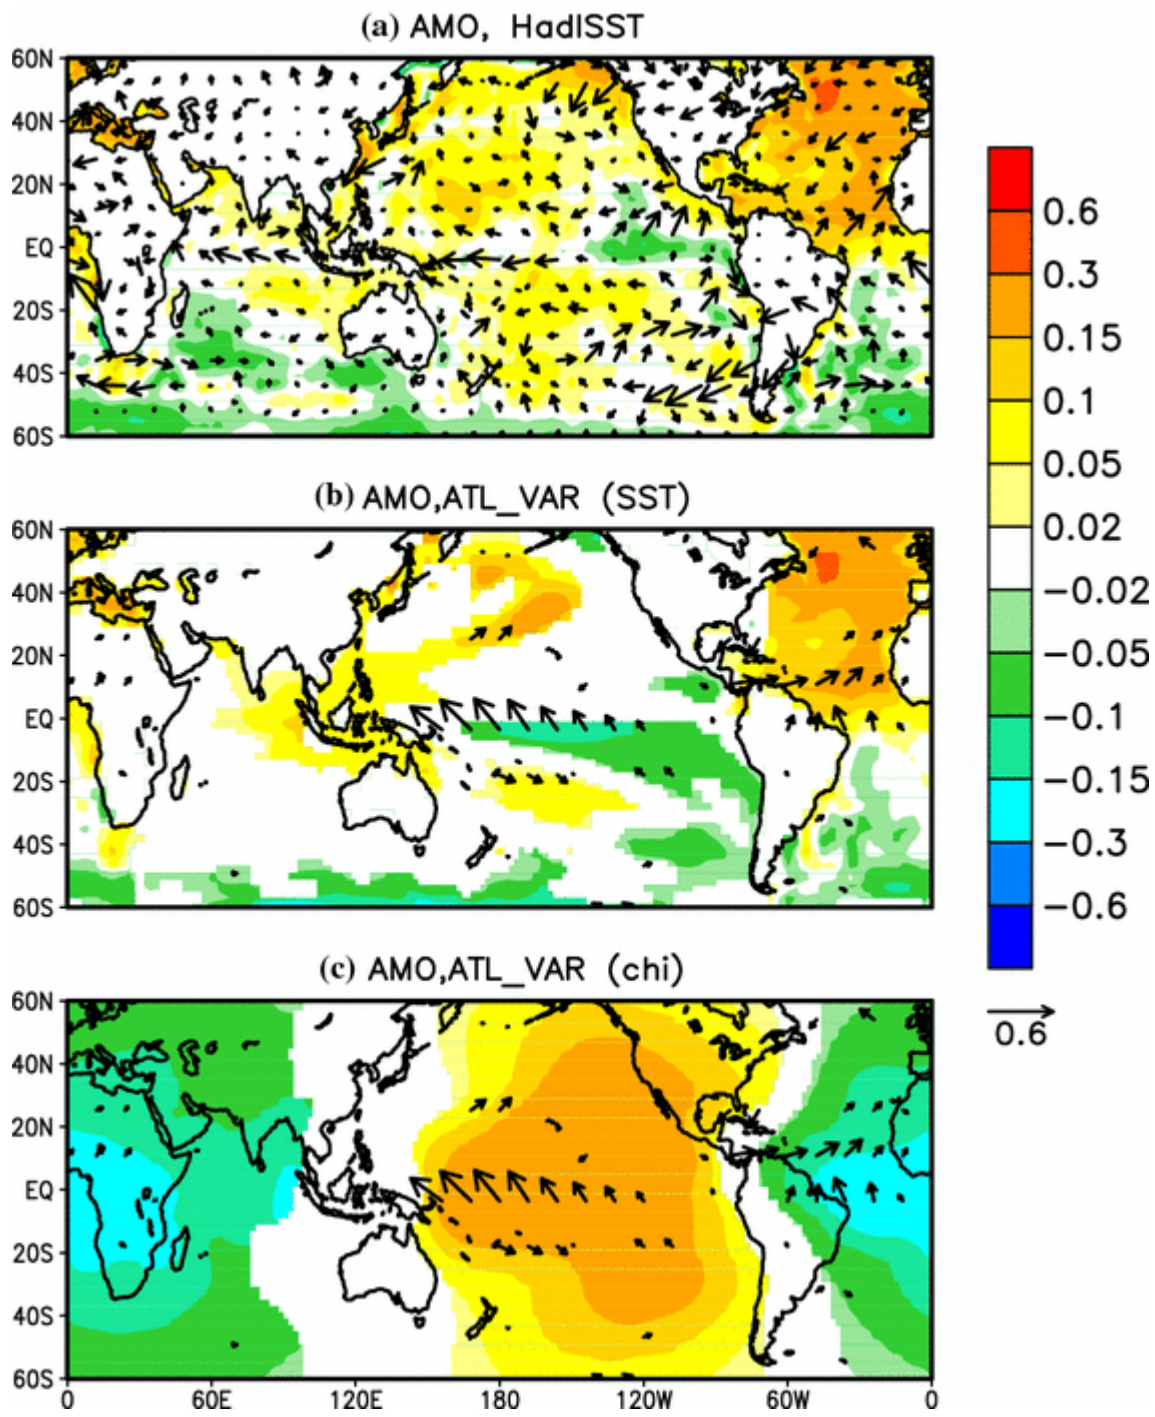 (a) AMO, HadISST
60N
40N
20N
EQ
20S
40S
60S
(b) AMO,ATL_VAR (SST)
60N
40N
20N
EQ
20S
40S
60S
(c) AMO,ATL_VAR (chi)
60N
40N
20N
EQ
20S
40S
60S
0 60E 120E 180 120W 60W 0
0.6
0.3
0.15
0.1
0.05
0.02
−0.02
−0.05
−0.1
−0.15
−0.3
−0.6
0.6